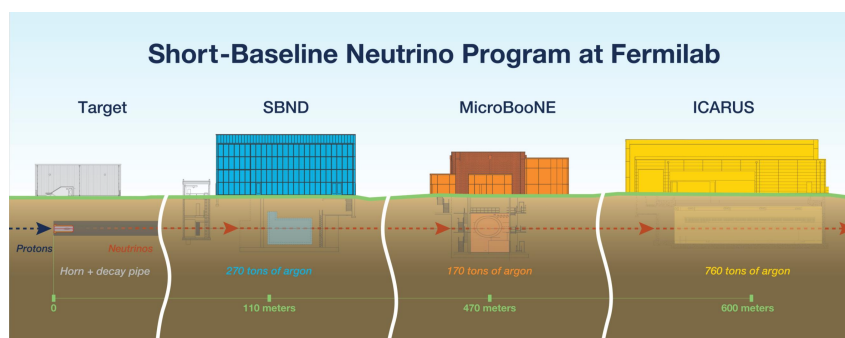 Short-Baseline Neutrino Program at Fermilab
Target
SBND
MicroBooNE
ICARUS
Protons
Neutrinos
Horn + decay pipe
270 tons of argon
170 tons of argon
760 tons of argon
0
110 meters
470 meters
600 meters